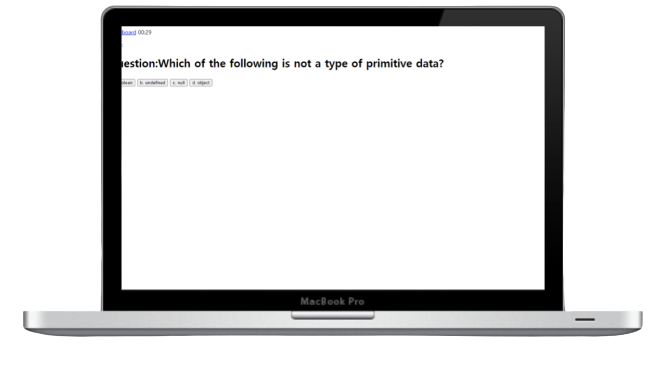 board 00:29
uestion:Which of the following is not a type of primitive data?
olean b. undefined c. null d. object
MacBook Pro